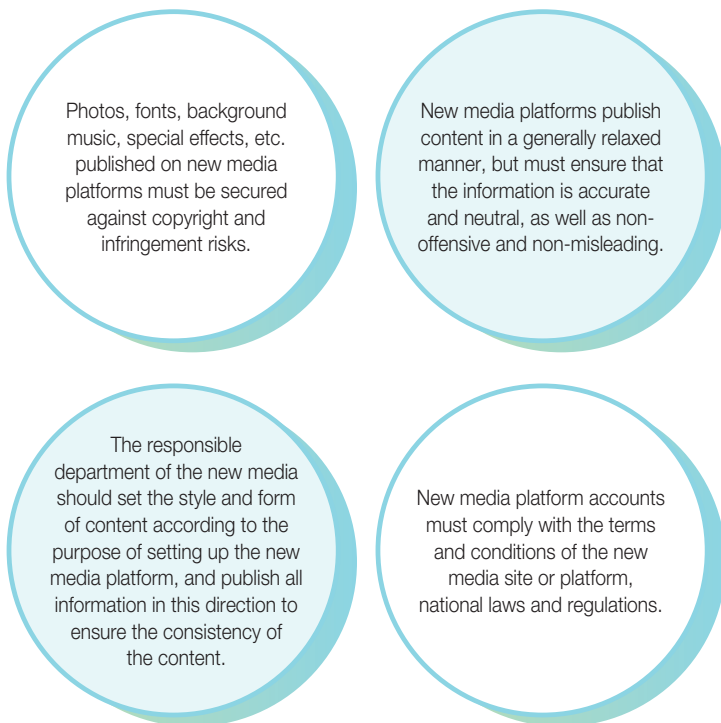 Photos, fonts, background
music, special effects, etc.
published on new media
platforms must be secured
against copyright and
infringement risks.
New media platforms publish
content in a generally relaxed
manner, but must ensure that
the information is accurate
and neutral, as well as non-
offensive and non-misleading.
The responsible
department of the new media
should set the style and form
of content according to the
purpose of setting up the new
media platform, and publish all
information in this direction to
ensure the consistency of
the content.
New media platform accounts
must comply with the terms
and conditions of the new
media site or platform,
national laws and regulations.